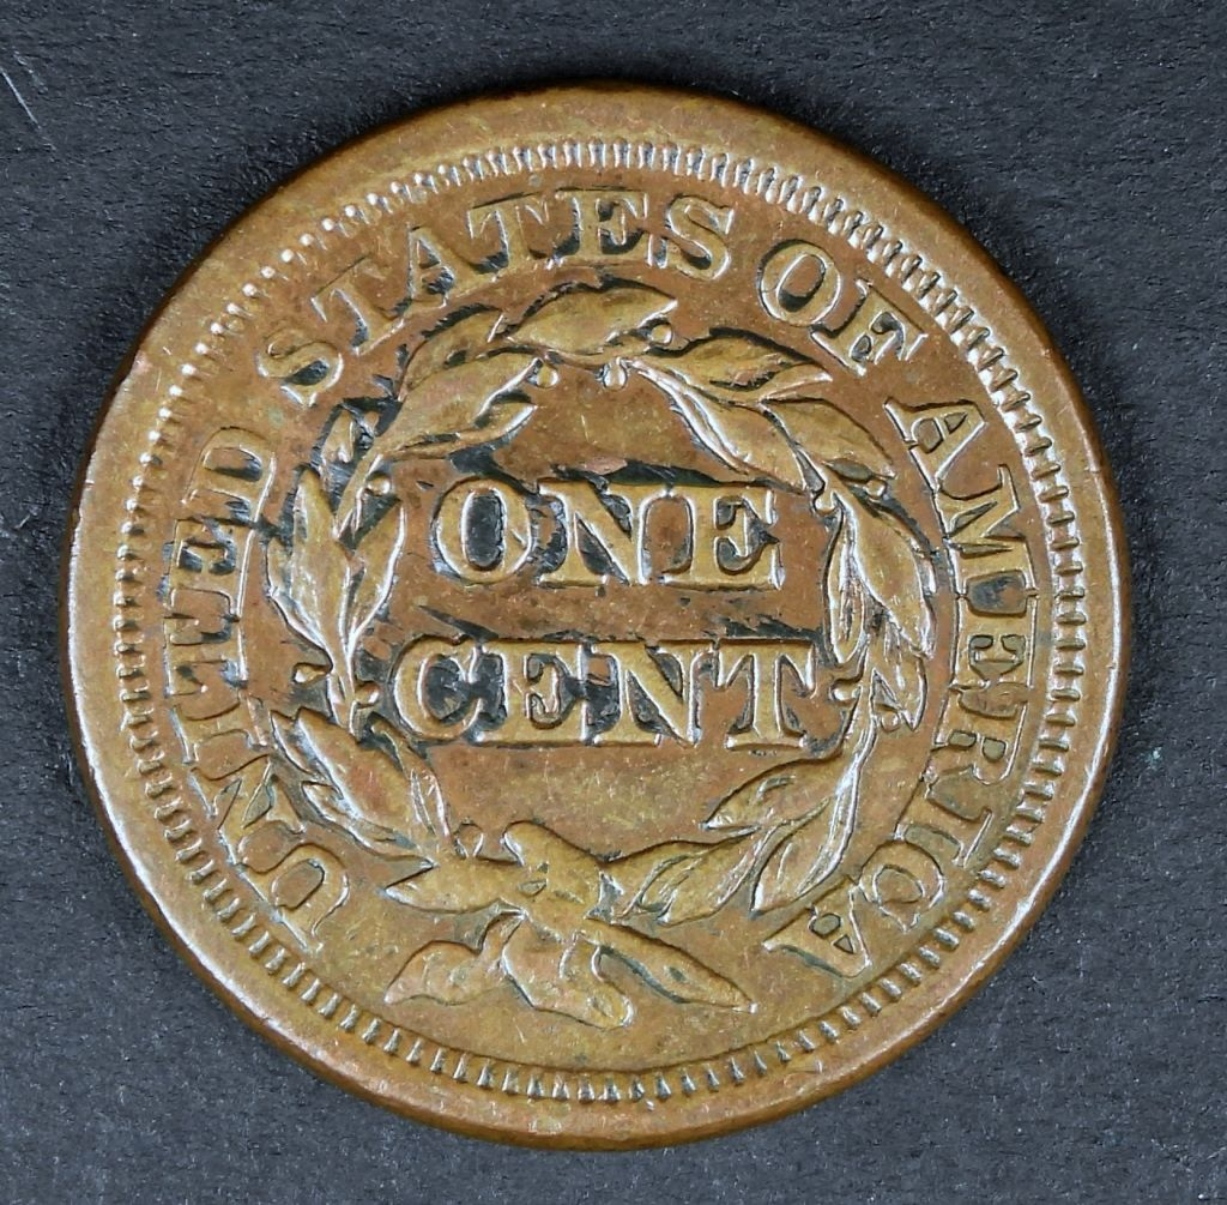 UNITED STATES OF AMERICA
ONE
CENT